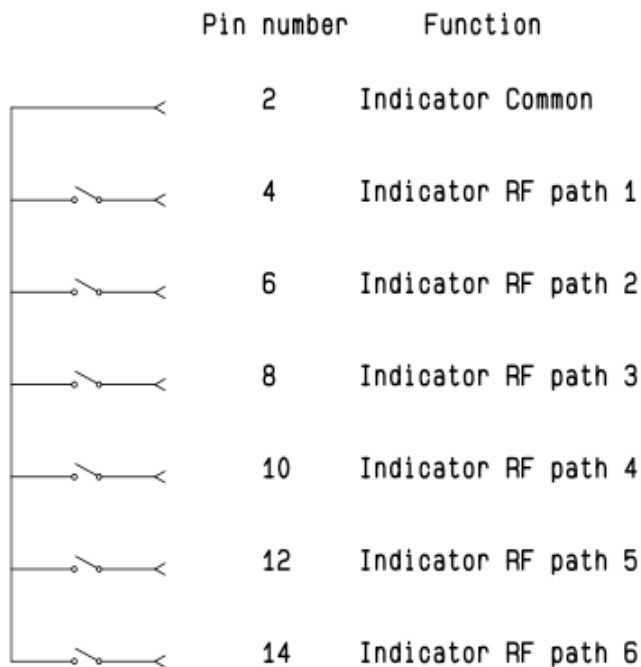 Pin number Function
2 Indicator Common
4 Indicator RF path 1
6 Indicator RF path 2
8 Indicator RF path 3
10 Indicator RF path 4
12 Indicator RF path 5
14 Indicator RF path 6